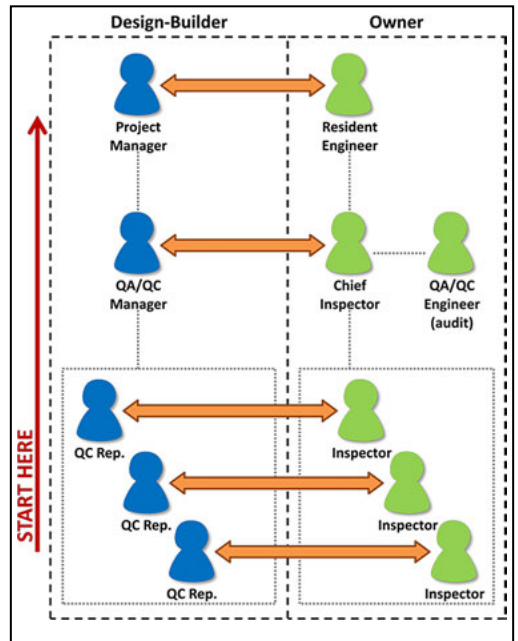 Design-Builder
Owner
Project
Manager
Resident
Engineer
QA/QC
Manager
Chief
Inspector
QA/QC
Engineer
(audit)
QC Rep.
Inspector
QC Rep.
Inspector
QC Rep.
Inspector
START HERE